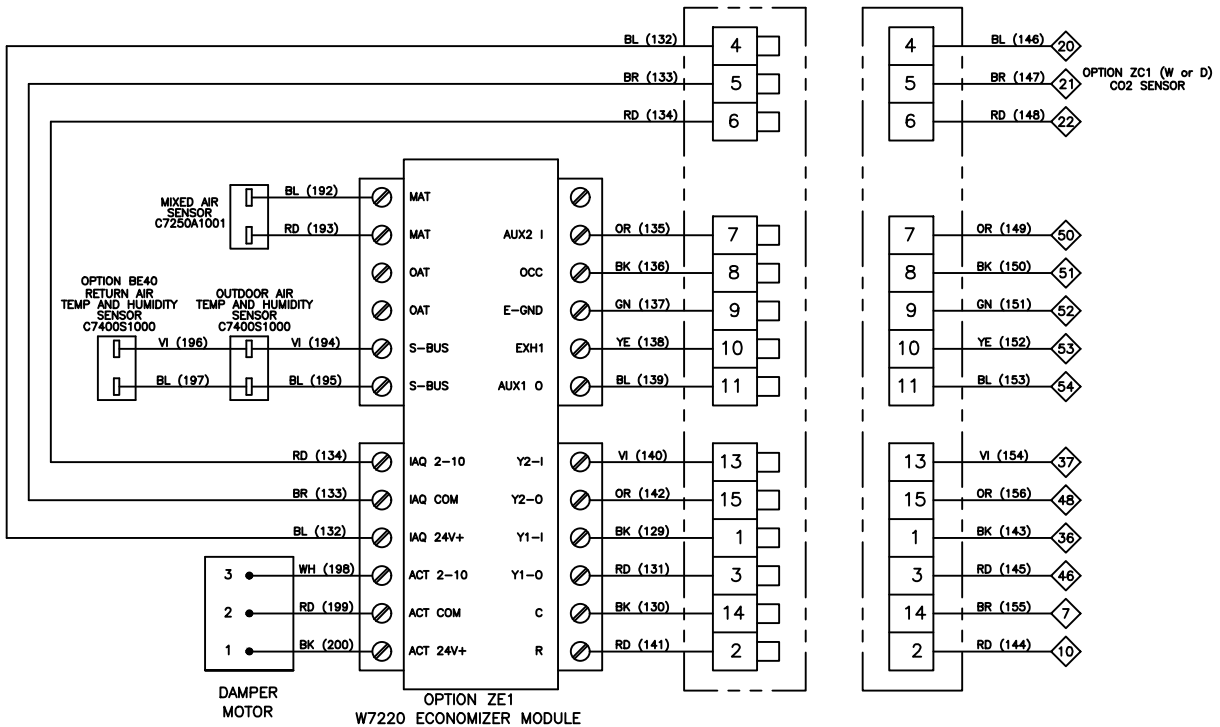 BL (132) 4 4 BL (146) 20
BR (133) 5 5 BR (147) 21 OPTION ZC1 (W or D)
CO2 SENSOR
RD (134) 6 6 RD (148) 22
MIXED AIR
SENSOR
C7250A1001
BL (192) MAT
RD (193) MAT AUX2 I OR (135) 7 7 OR (149) 50
OAT OCC BK (136) 8 8 BK (150) 51
OAT E-GND GN (137) 9 9 GN (151) 52
OPTION BE40
RETURN AIR
TEMP AND HUMIDITY
SENSOR
C7400S1000
OUTDOOR AIR
TEMP AND HUMIDITY
SENSOR
C7400S1000
VI (196) VI (194) S-BUS EXH1 YE (138) 10 10 YE (152) 53
BL (197) BL (195) S-BUS AUX1 O BL (139) 11 11 BL (153) 54
RD (134) IAQ 2-10 Y2-I VI (140) 13 13 VI (154) 37
BR (133) IAQ COM Y2-O OR (142) 15 15 OR (156) 48
BL (132) IAQ 24V+ Y1-I BK (129) 1 1 BK (143) 36
3 WH (198) ACT 2-10 Y1-O RD (131) 3 3 RD (145) 46
2 RD (199) ACT COM C BK (130) 14 14 BR (155) 7
1 BK (200) ACT 24V+ R RD (141) 2 2 RD (144) 10
DAMPER
MOTOR
OPTION ZE1
W7220 ECONOMIZER MODULE